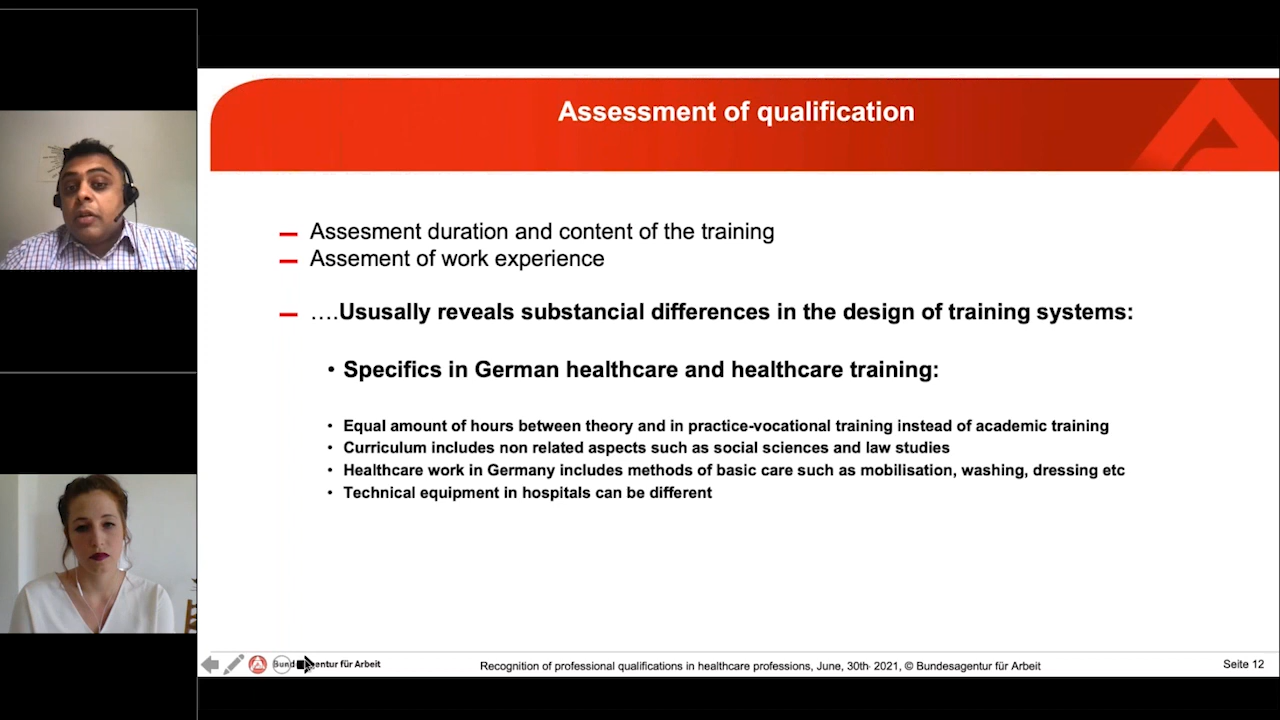 Assessment of qualification
Assesment duration and content of the training
Assement of work experience
….Ususally reveals substancial differences in the design of training systems:
• Specifics in German healthcare and healthcare training:
• Equal amount of hours between theory and in practice-vocational training instead of academic training
• Curriculum includes non related aspects such as social sciences and law studies
• Healthcare work in Germany includes methods of basic care such as mobilisation, washing, dressing etc
• Technical equipment in hospitals can be different
für Arbeit
Recognition of professional qualifications in healthcare professions, June, 30th· 2021, © Bundesagentur für Arbeit
Seite 12